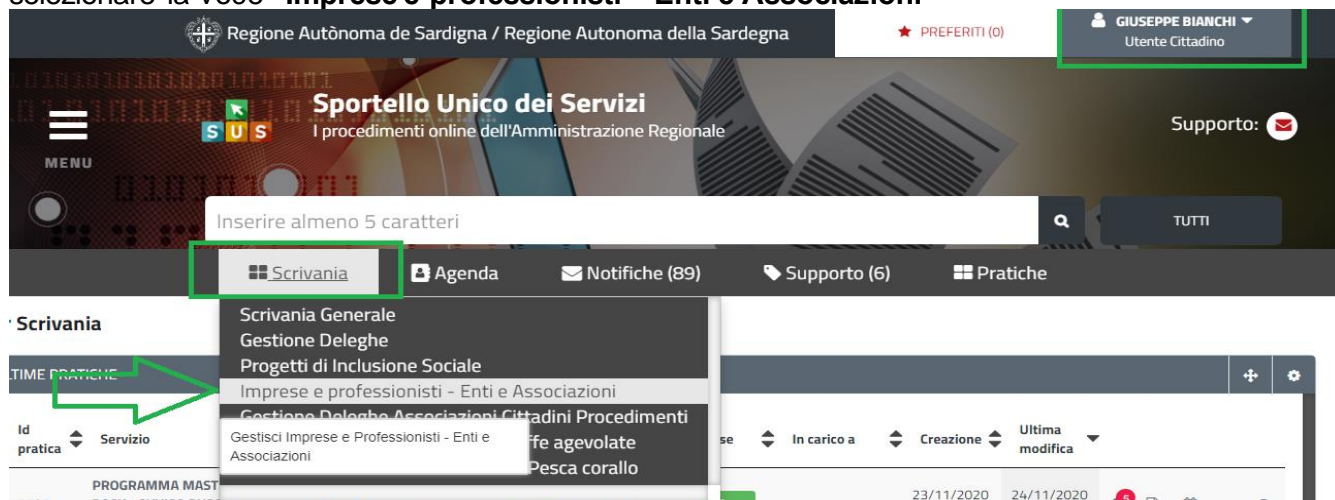 selezionare la voce "Imprese e professionisti – Enti e Associazioni"
Regione Autònoma de Sardigna / Regione Autonoma della Sardegna
PREFERITI (0)
GIUSEPPE BIANCHI
Utente Cittadino
MENU
SUS
Sportello Unico dei Servizi
I procedimenti online dell'Amministrazione Regionale
Supporto:
Inserire almeno 5 caratteri
TUTTI
Scrivania
Agenda
Notifiche (89)
Supporto (6)
Pratiche
Scrivania
Scrivania Generale
Gestione Deleghe
Progetti di Inclusione Sociale
Imprese e professionisti - Enti e Associazioni
Gestione Deleghe Associazioni Cittadini Procedimenti
ffe agevolate
Pesca corallo
Gestisci Imprese e Professionisti - Enti e
Associazioni
TIME PRATICHE
Id
pratica
Servizio
se
In carico a
Creazione
Ultima
modifica
PROGRAMMA MAST
23/11/2020
24/11/2020
5